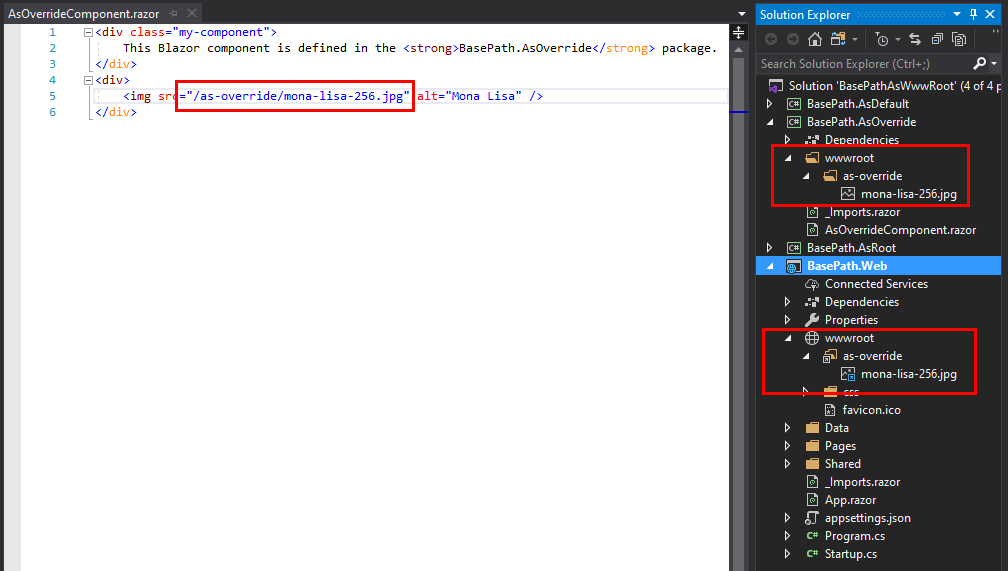 AsOverrideComponent.razor
1 <div class="my-component">
2 This Blazor component is defined in the <strong>BasePath.AsOverride</strong> package.
3 </div>
4 <div>
5 <img src="/as-override/mona-lisa-256.jpg" alt="Mona Lisa" />
6 </div>
Solution Explorer
Search Solution Explorer (Ctrl+;)
Solution 'BasePathAsWwwRoot' (4 of 4 p
C# BasePath.AsDefault
C# BasePath.AsOverride
Dependencies
wwwroot
as-override
mona-lisa-256.jpg
_Imports.razor
AsOverrideComponent.razor
C# BasePath.AsRoot
BasePath.Web
Connected Services
Dependencies
Properties
wwwroot
as-override
mona-lisa-256.jpg
css
favicon.ico
Data
Pages
Shared
_Imports.razor
App.razor
appsettings.json
C# Program.cs
C# Startup.cs